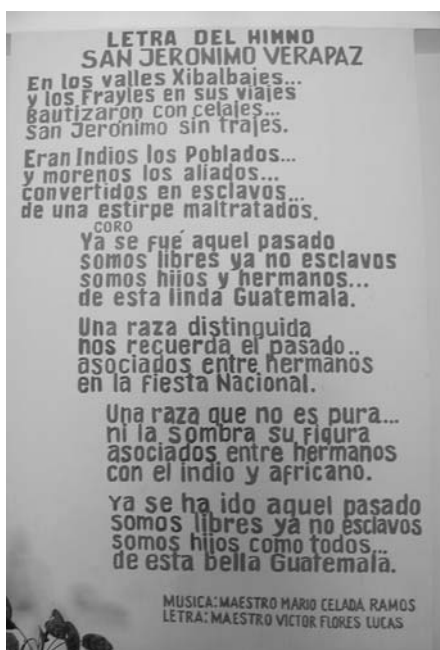 LETRA DEL HIMNO
SAN JERONIMO VERAPAZ
En los valles Xibalbajes...
y los Frayles en sus viajes
Bautizaron con celajes...
San Jeronimo sin trajes.
Eran Indios los Poblados...
y morenos los aliados...
convertidos en esclavos...
de una estirpe maltratados.
CORO
Ya se fué aquel pasado
somos libres ya no esclavos
somos hijos y hermanos...
de esta linda Guatemala.
Una raza distinguida
nos recuerda el pasado..
asociados entre hermanos
en la Fiesta Nacional.
Una raza que no es pura...
ni la sombra su figura
asociados entre hermanos
con el indio y africano.
Ya se ha ido aquel pasado
somos libres ya no esclavos
somos hijos como todos...
de esta bella Guatemala.
MUSICA: MAESTRO MARIO CELADA RAMOS
LETRA: MAESTRO VICTOR FLORES LUCAS